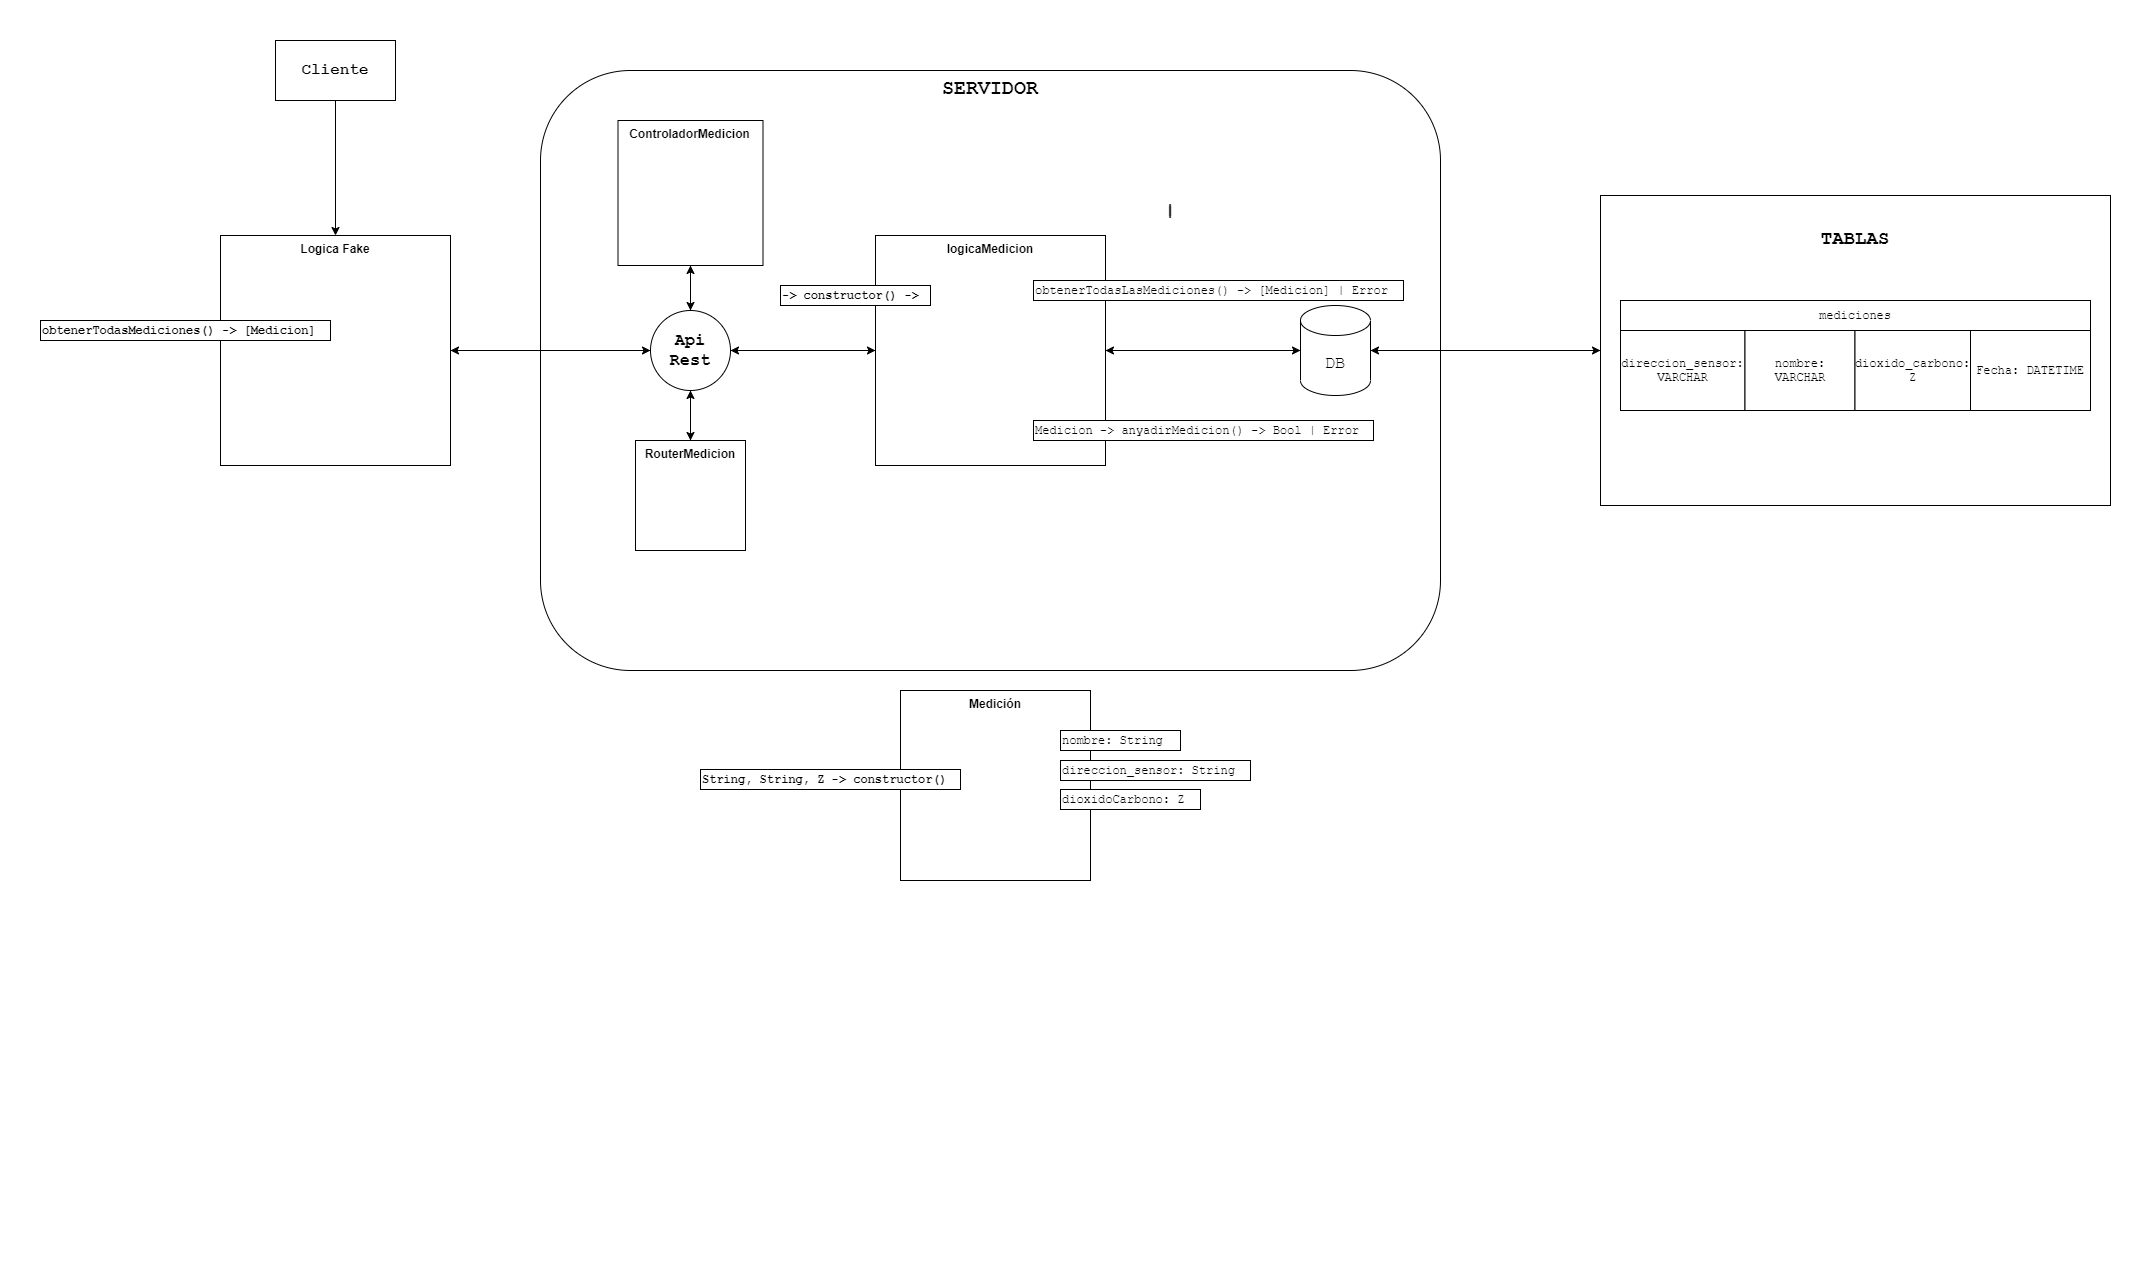 Cliente
SERVIDOR
ControladorMedicion
Logica Fake
obtenerTodasMediciones() -> [Medicion]
Api
Rest
RouterMedicion
logicaMedicion
-> constructor() ->
obtenerTodasLasMediciones() -> [Medicion] | Error
DB
Medicion -> anyadirMedicion() -> Bool | Error
TABLAS
mediciones
direccion_sensor:
VARCHAR
nombre:
VARCHAR
dioxido_carbono:
Z
Fecha: DATETIME
Medición
nombre: String
direccion_sensor: String
String, String, Z -> constructor()
dioxidoCarbono: Z